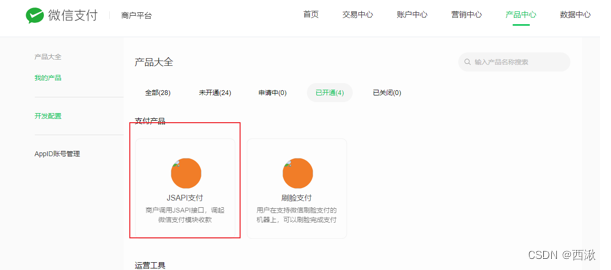 微信支付 商户平台 首页 交易中心 账户中心 营销中心 产品中心 数据中心
产品大全
我的产品
开发配置
AppID账号管理
产品大全 输入产品名称搜索
全部(28) 未开通(24) 申请中(0) 已开通(4) 已关闭(0)
支付产品
JSAPI支付
商户调用JSAPI接口，调起
微信支付模块收款
刷脸支付
用户在支持微信刷脸支付的
机器上，可以刷脸完成支付
运营工具
CSDN @西湫